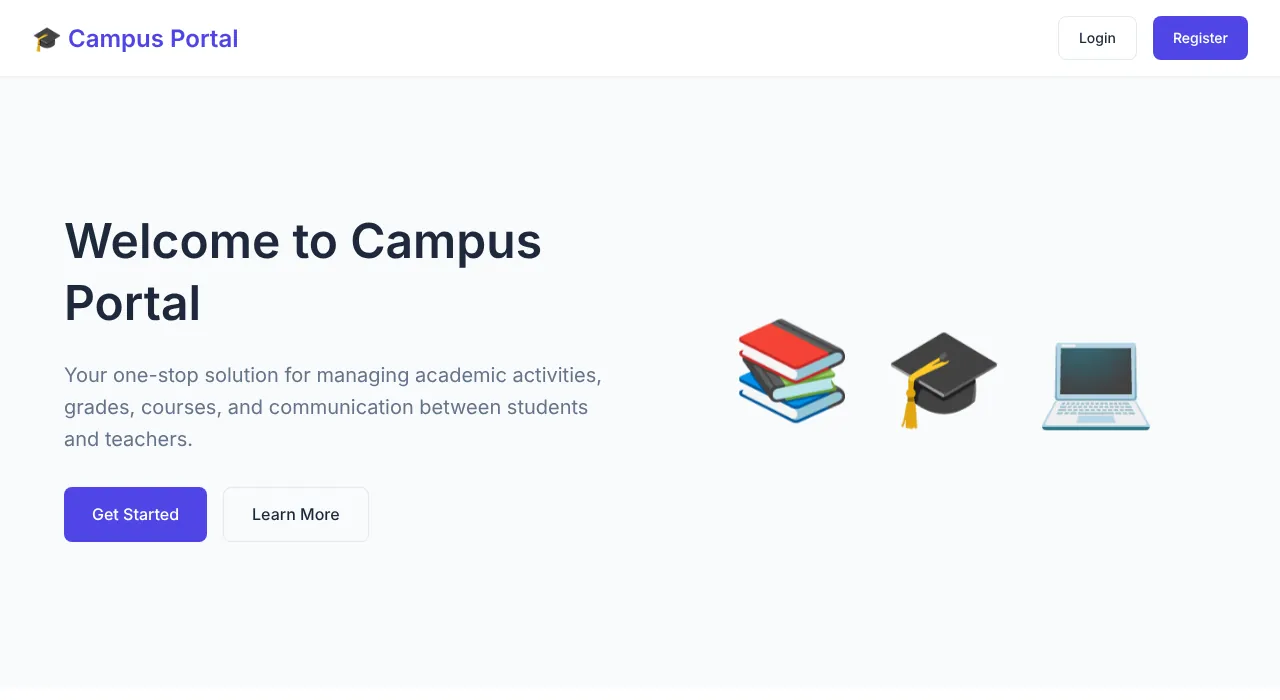 Campus Portal
Login
Register
Welcome to Campus
Portal
Your one-stop solution for managing academic activities,
grades, courses, and communication between students
and teachers.
Get Started
Learn More